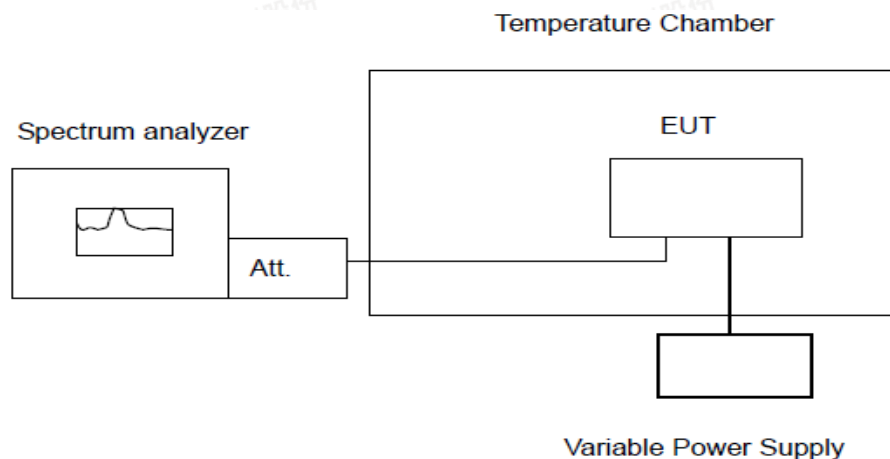 Temperature Chamber
Spectrum analyzer
EUT
Att.
Variable Power Supply